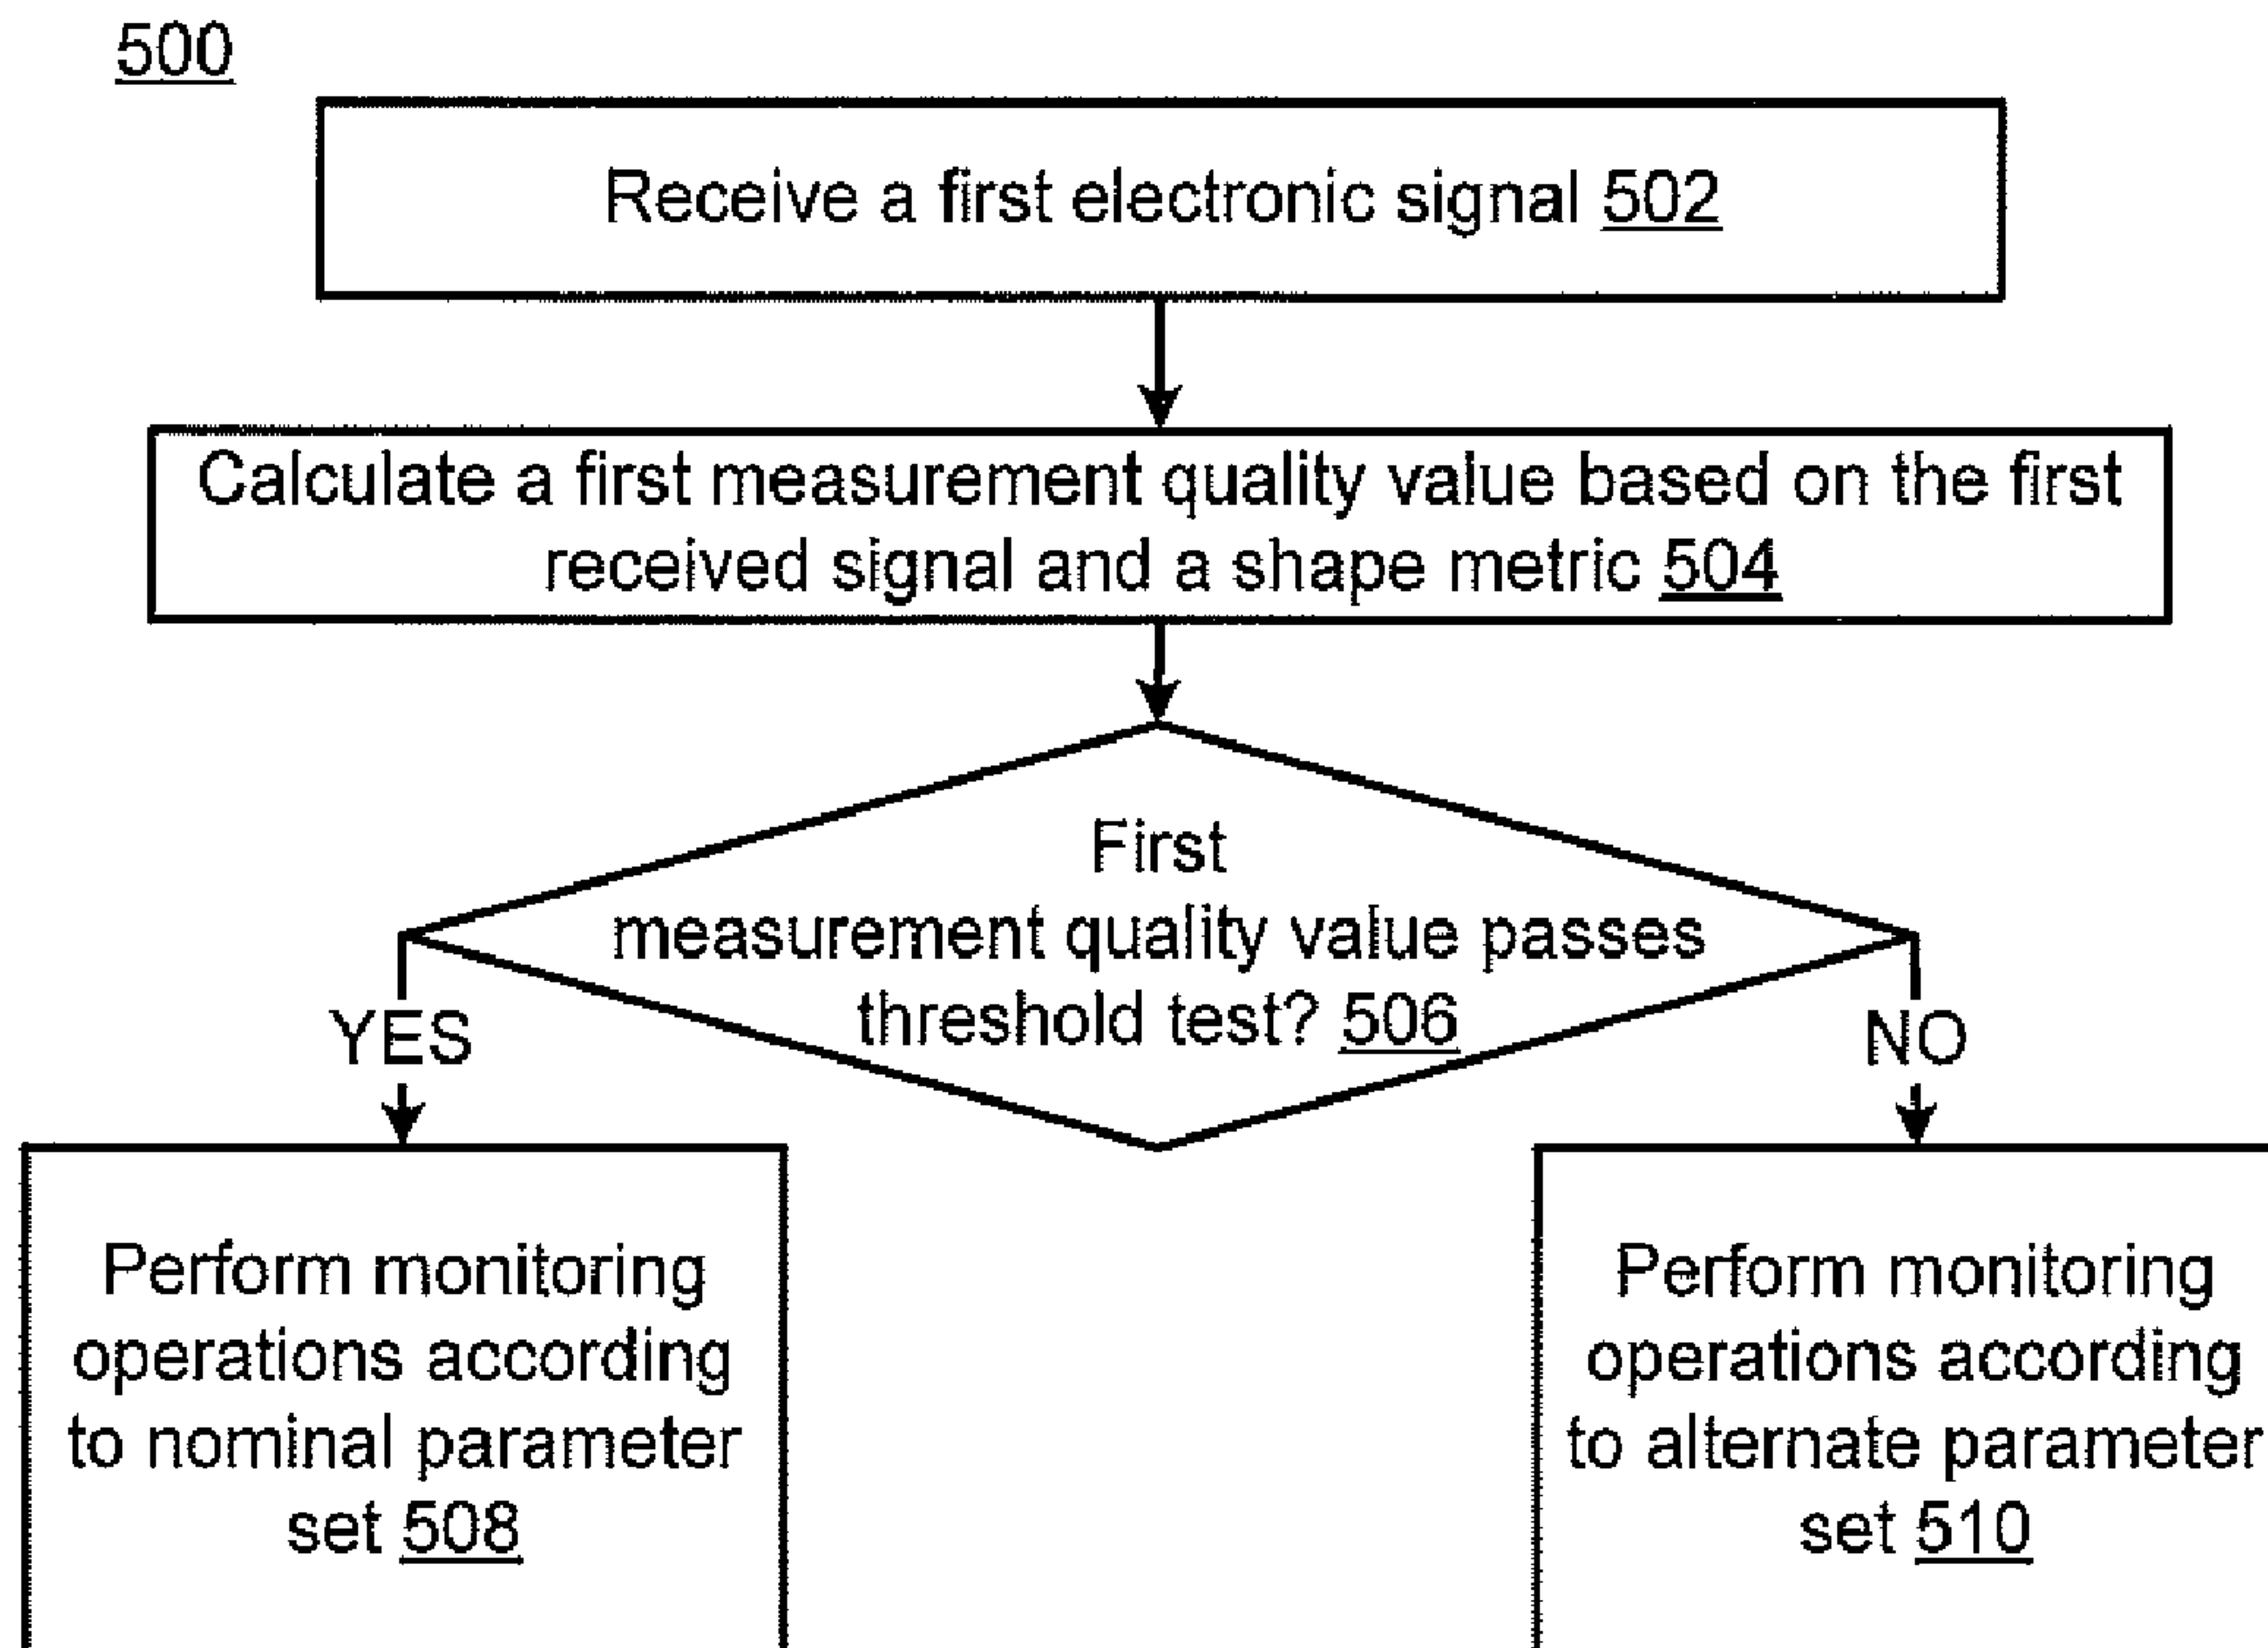 500
Receive a first electronic signal 502
Calculate a first measurement quality value based on the first
received signal and a shape metric 504
First
measurement quality value passes
threshold test? 506
YES
NO
Perform monitoring
operations according
to nominal parameter
set 508
Perform monitoring
operations according
to alternate parameter
set 510